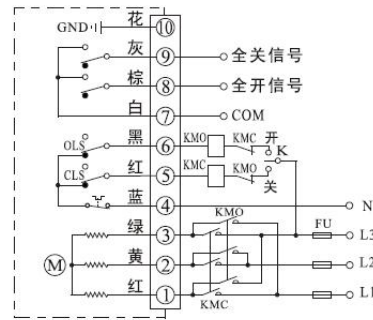 GND 花 ⑩
灰 ⑨ 全关信号
棕 ⑧ 全开信号
白 ⑦ COM
OLS 黑 ⑥ KMO KMC 开
K
CLS 红 ⑤ KMC KMO 关
蓝 ④ N
KMO
绿 ③ FU L3
M 黄 ② L2
红 ① L1
KMC